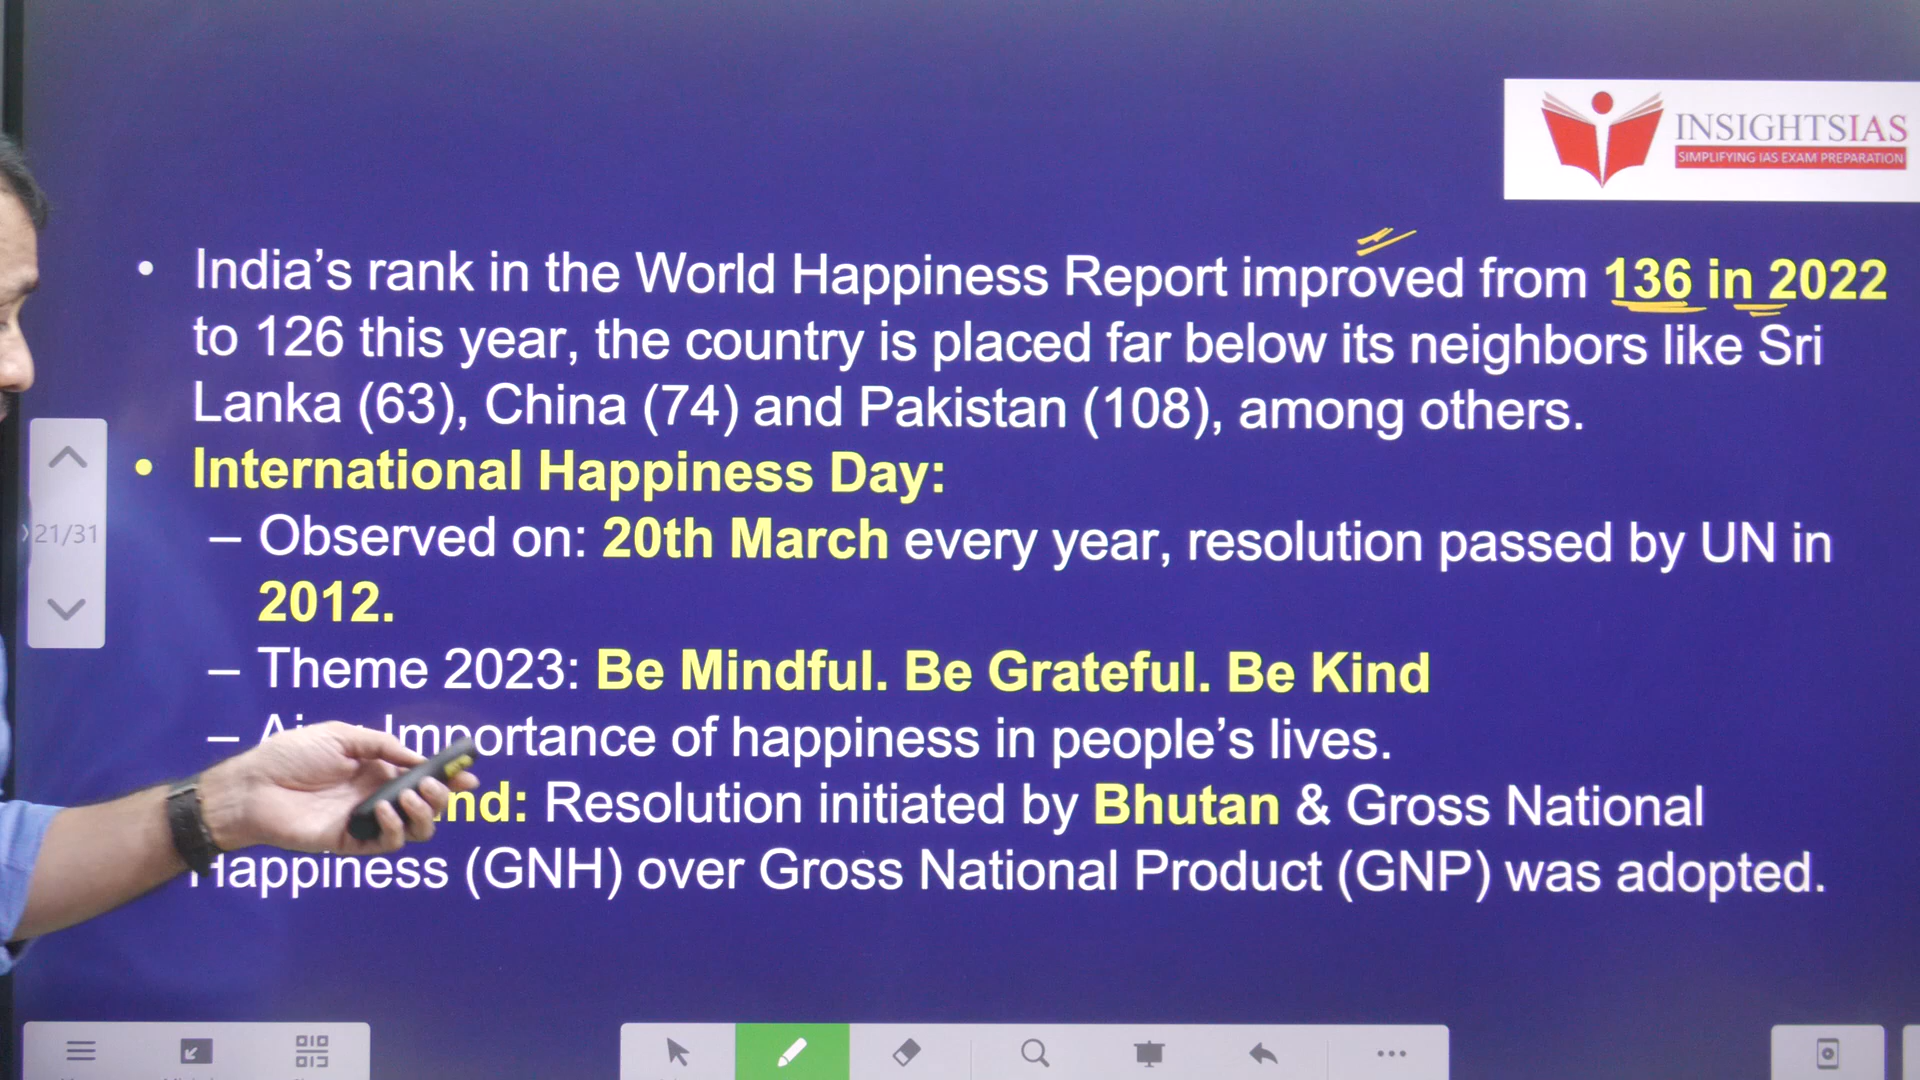 INSIGHTSIAS
SIMPLIFYING IAS EXAM PREPARATION
• India's rank in the World Happiness Report improved from 136 in 2022
to 126 this year, the country is placed far below its neighbors like Sri
Lanka (63), China (74) and Pakistan (108), among others.
• International Happiness Day:
– Observed on: 20th March every year, resolution passed by UN in
2012.
– Theme 2023: Be Mindful. Be Grateful. Be Kind
– Importance of happiness in people's lives.
Resolution initiated by Bhutan & Gross National
Happiness (GNH) over Gross National Product (GNP) was adopted.
21/31